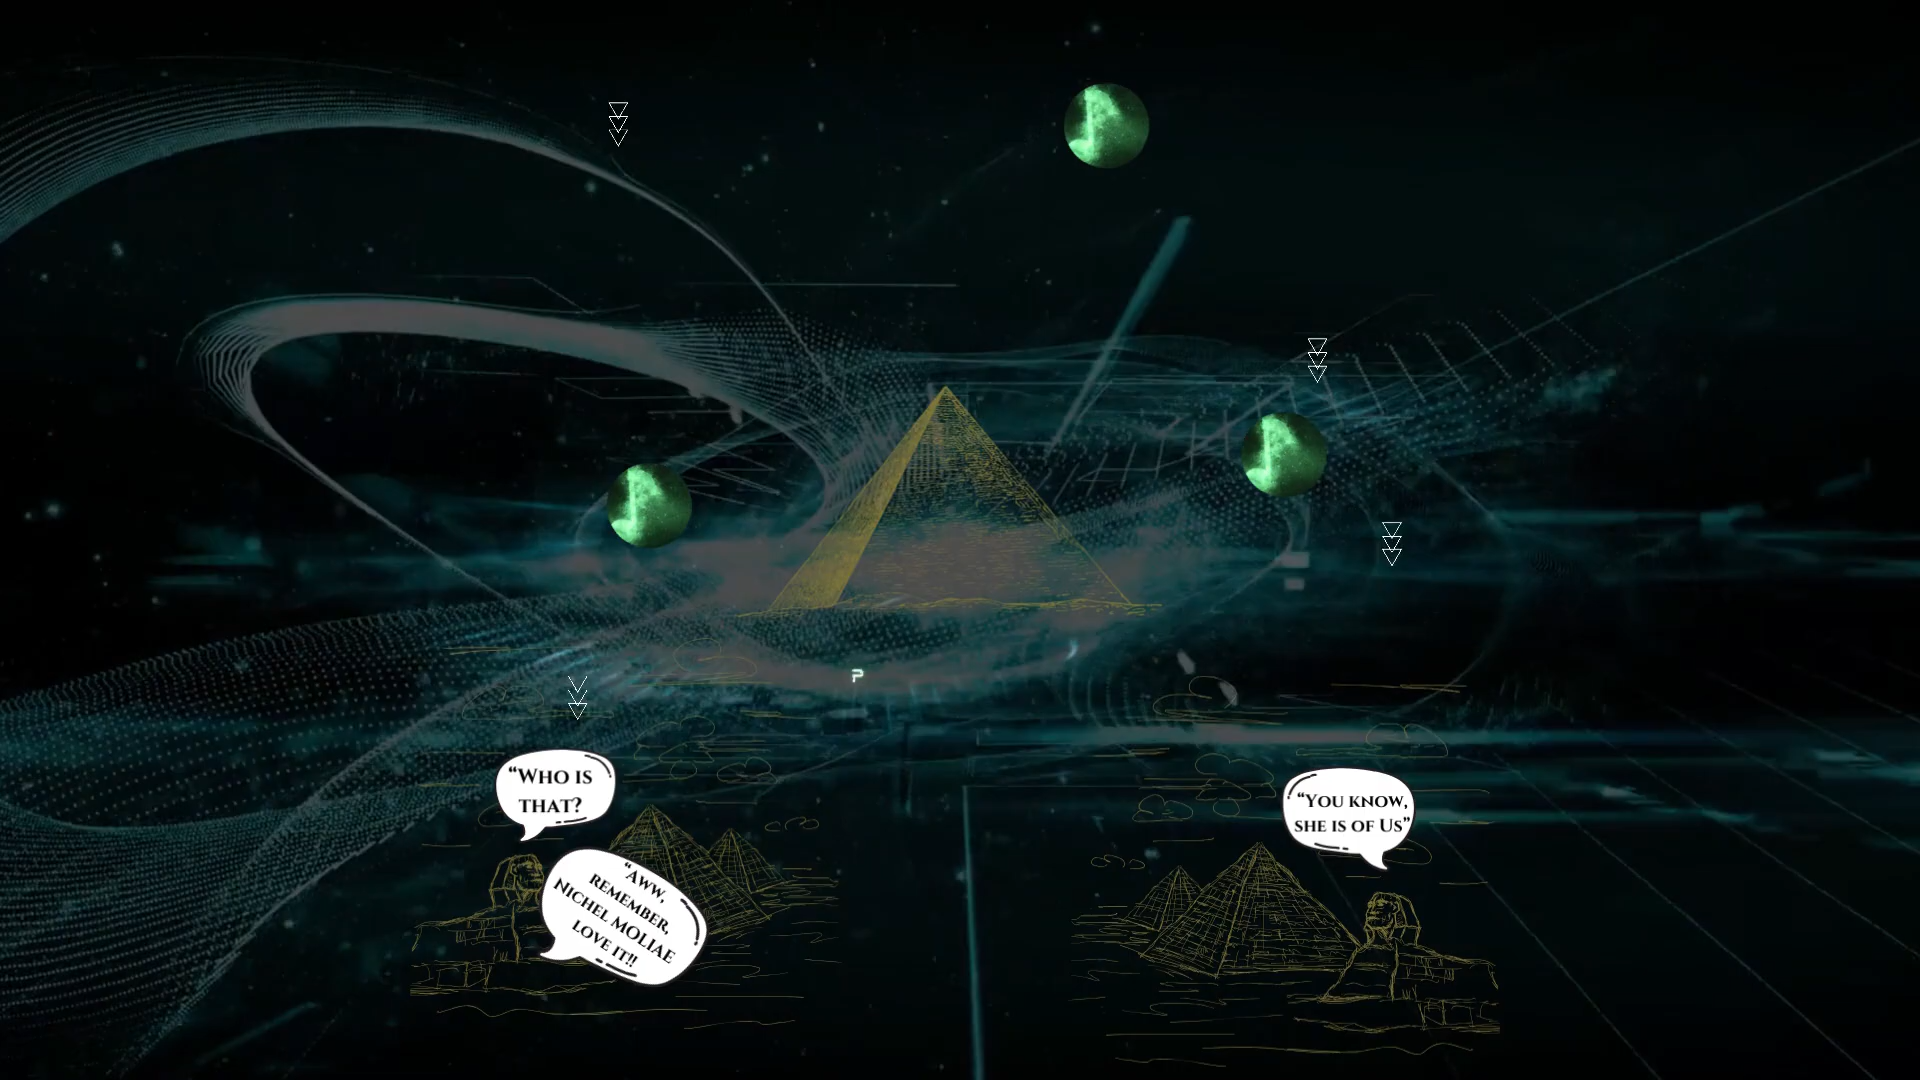 P
“Who is
that?
“Aww,
remember,
Nichel Moliae
love it!!
“You know,
she is of Us”